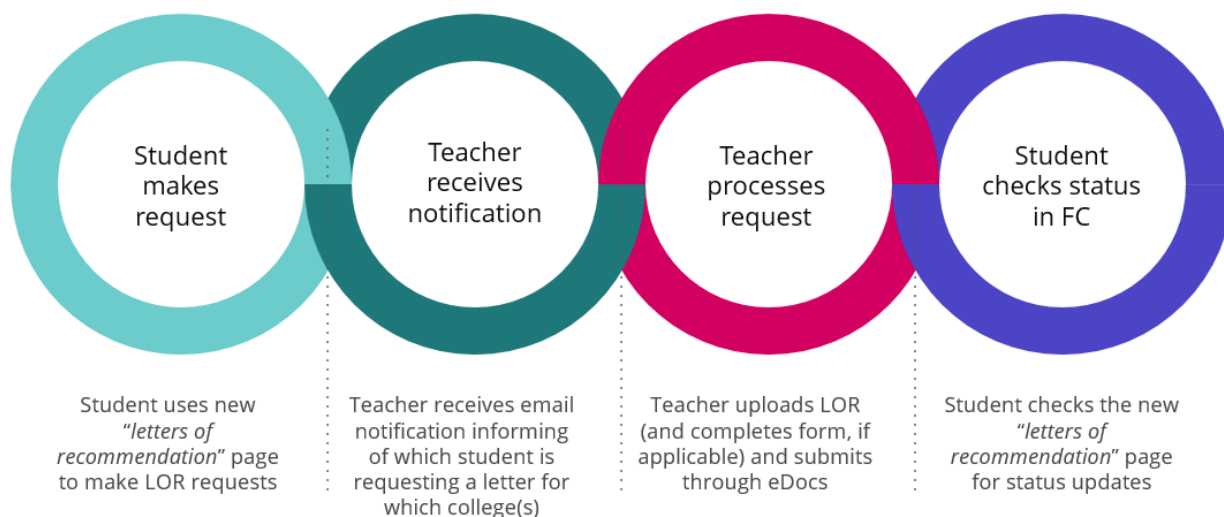 Student
makes
request
Teacher
receives
notification
Teacher
processes
request
Student
checks status
in FC
Student uses new
“letters of
recommendation” page
to make LOR requests
Teacher receives email
notification informing
of which student is
requesting a letter for
which college(s)
Teacher uploads LOR
(and completes form, if
applicable) and submits
through eDocs
Student checks the new
“letters of
recommendation” page
for status updates